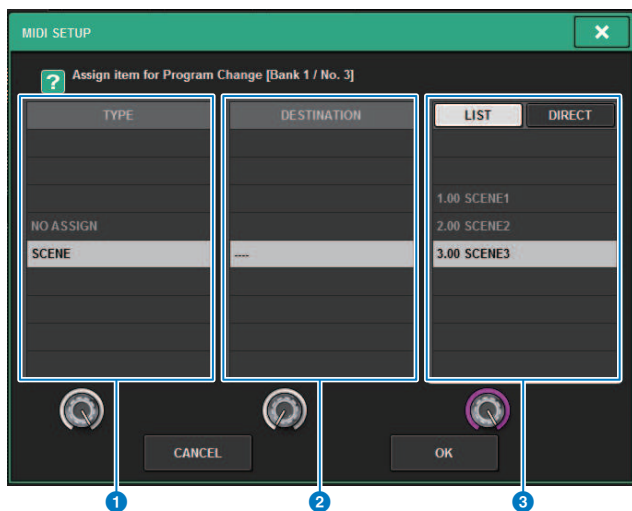 MIDI SETUP
×
? Assign item for Program Change [Bank 1 / No. 3]
TYPE DESTINATION LIST DIRECT
1.00 SCENE1
NO ASSIGN 2.00 SCENE2
SCENE ---- 3.00 SCENE3
CANCEL OK
1 2 3